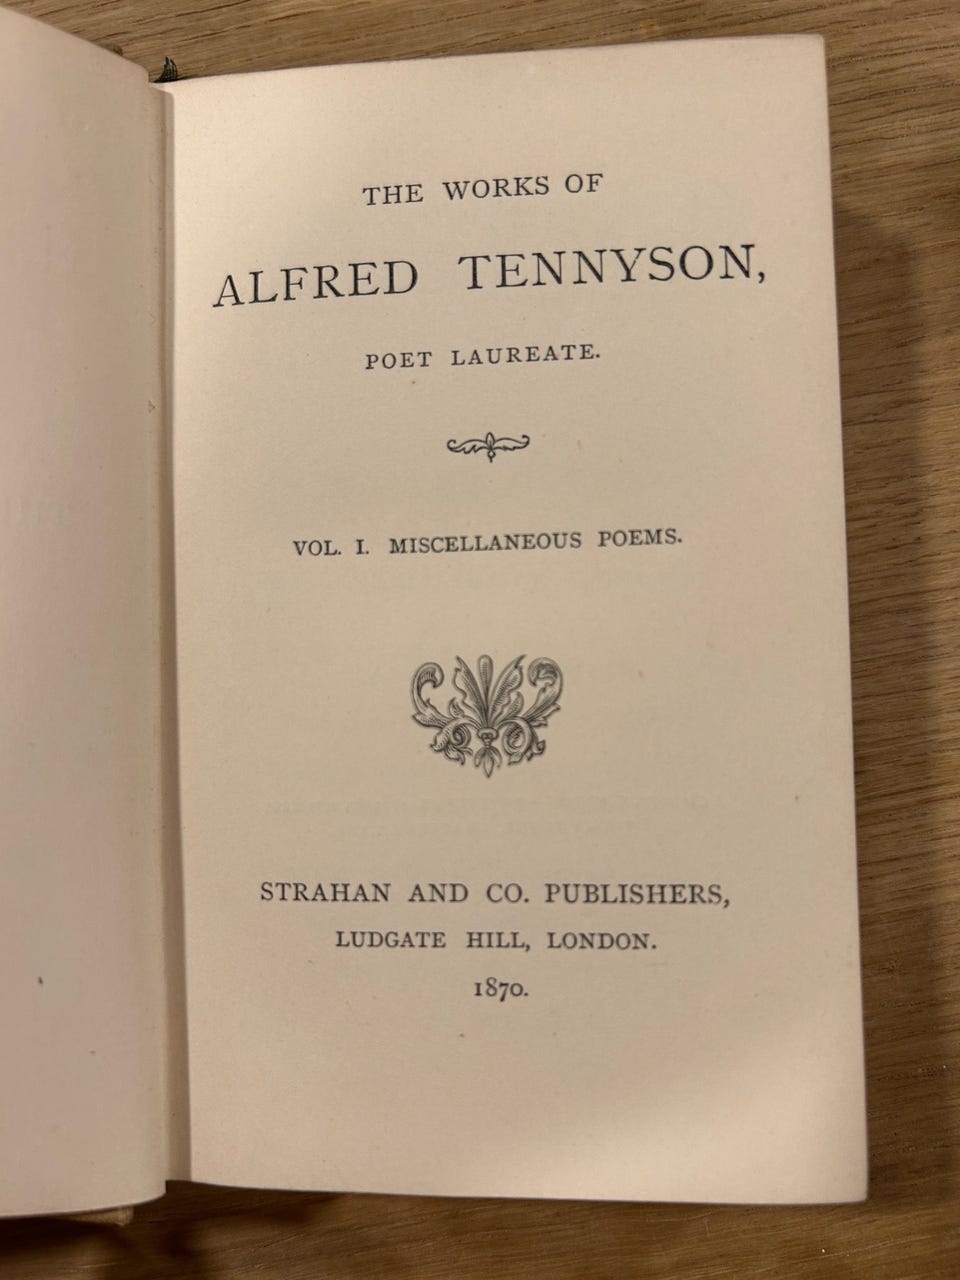 THE WORKS OF
ALFRED TENNYSON,
POET LAUREATE.
VOL. I. MISCELLANEOUS POEMS.
STRAHAN AND CO. PUBLISHERS,
LUDGATE HILL, LONDON.
1870.